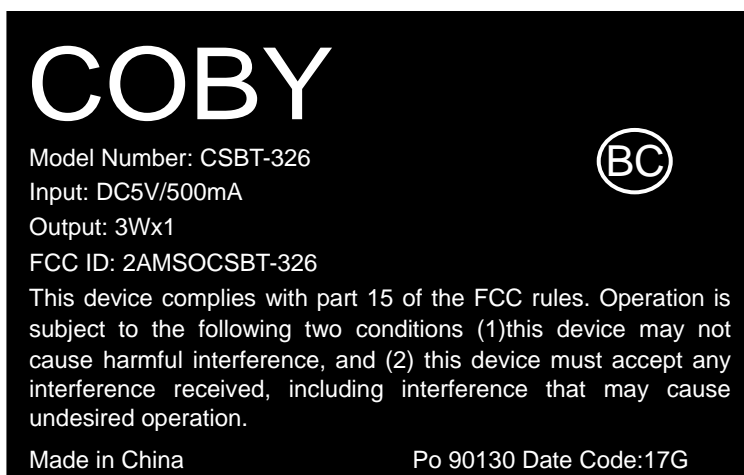 COBY
BC
Model Number: CSBT-326
Input: DC5V/500mA
Output: 3Wx1
FCC ID: 2AMSOCSBT-326
This device complies with part 15 of the FCC rules. Operation is
subject to the following two conditions (1)this device may not
cause harmful interference, and (2) this device must accept any
interference received, including interference that may cause
undesired operation.
Made in China Po 90130 Date Code:17G